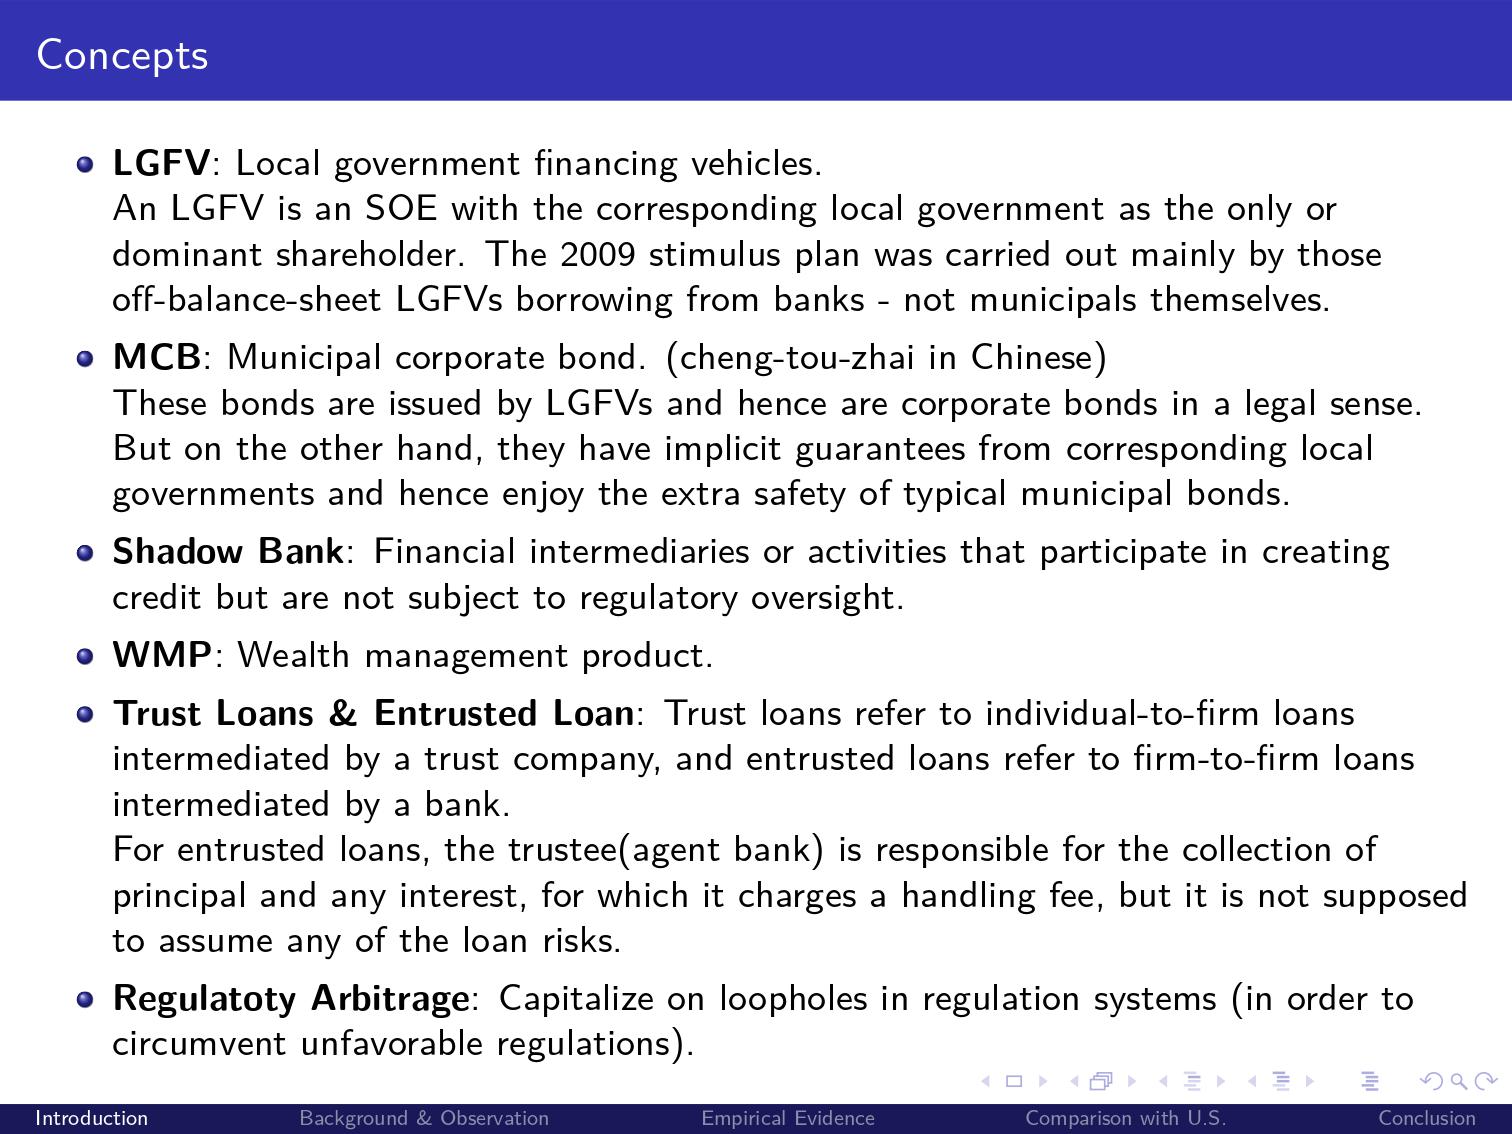 Concepts
LGFV: Local government financing vehicles.
An LGFV is an SOE with the corresponding local government as the only or
dominant shareholder. The 2009 stimulus plan was carried out mainly by those
off-balance-sheet LGFVs borrowing from banks - not municipals themselves.
MCB: Municipal corporate bond. (cheng-tou-zhai in Chinese)
These bonds are issued by LGFVs and hence are corporate bonds in a legal sense.
But on the other hand, they have implicit guarantees from corresponding local
governments and hence enjoy the extra safety of typical municipal bonds.
Shadow Bank: Financial intermediaries or activities that participate in creating
credit but are not subject to regulatory oversight.
WMP: Wealth management product.
Trust Loans & Entrusted Loan: Trust loans refer to individual-to-firm loans
intermediated by a trust company, and entrusted loans refer to firm-to-firm loans
intermediated by a bank.
For entrusted loans, the trustee(agent bank) is responsible for the collection of
principal and any interest, for which it charges a handling fee, but it is not supposed
to assume any of the loan risks.
Regulatoty Arbitrage: Capitalize on loopholes in regulation systems (in order to
circumvent unfavorable regulations).
Introduction Background & Observation Empirical Evidence Comparison with U.S. Conclusion